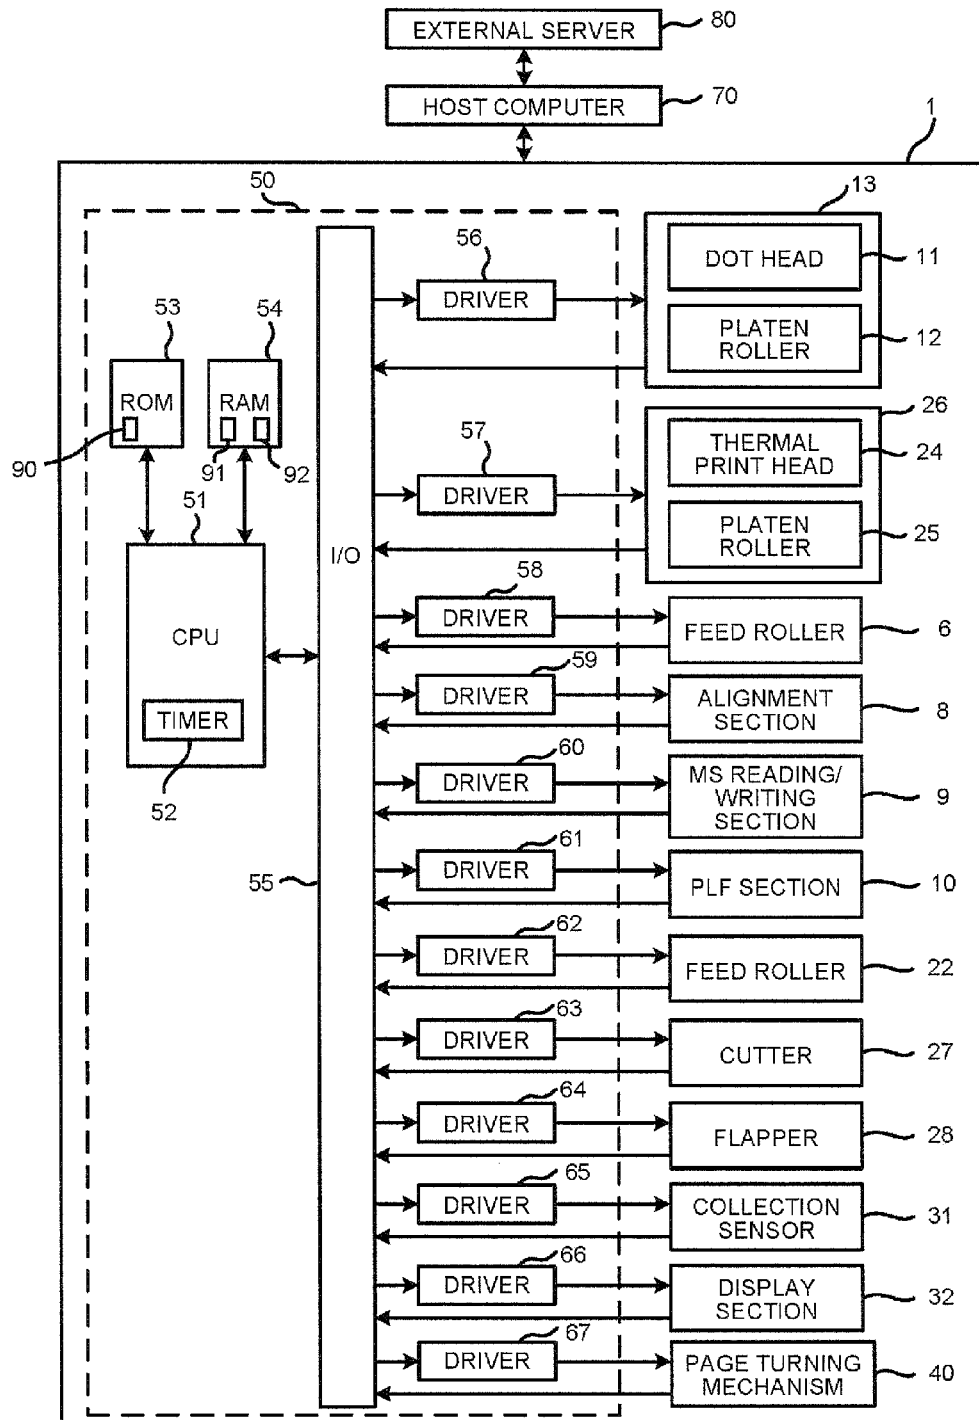 EXTERNAL SERVER
80
HOST COMPUTER
70
1
50
13
56
DOT HEAD
11
DRIVER
53
54
PLATEN
ROLLER
12
ROM
RAM
26
57
THERMAL
PRINT HEAD
24
90
91
92
DRIVER
51
PLATEN
ROLLER
25
I/O
58
DRIVER
FEED ROLLER
6
CPU
59
DRIVER
ALIGNMENT
SECTION
8
TIMER
60
52
DRIVER
MS READING/
WRITING
SECTION
9
61
55
DRIVER
PLF SECTION
10
62
DRIVER
FEED ROLLER
22
63
DRIVER
CUTTER
27
64
DRIVER
FLAPPER
28
65
DRIVER
COLLECTION
SENSOR
31
66
DRIVER
DISPLAY
SECTION
32
67
DRIVER
PAGE TURNING
MECHANISM
40